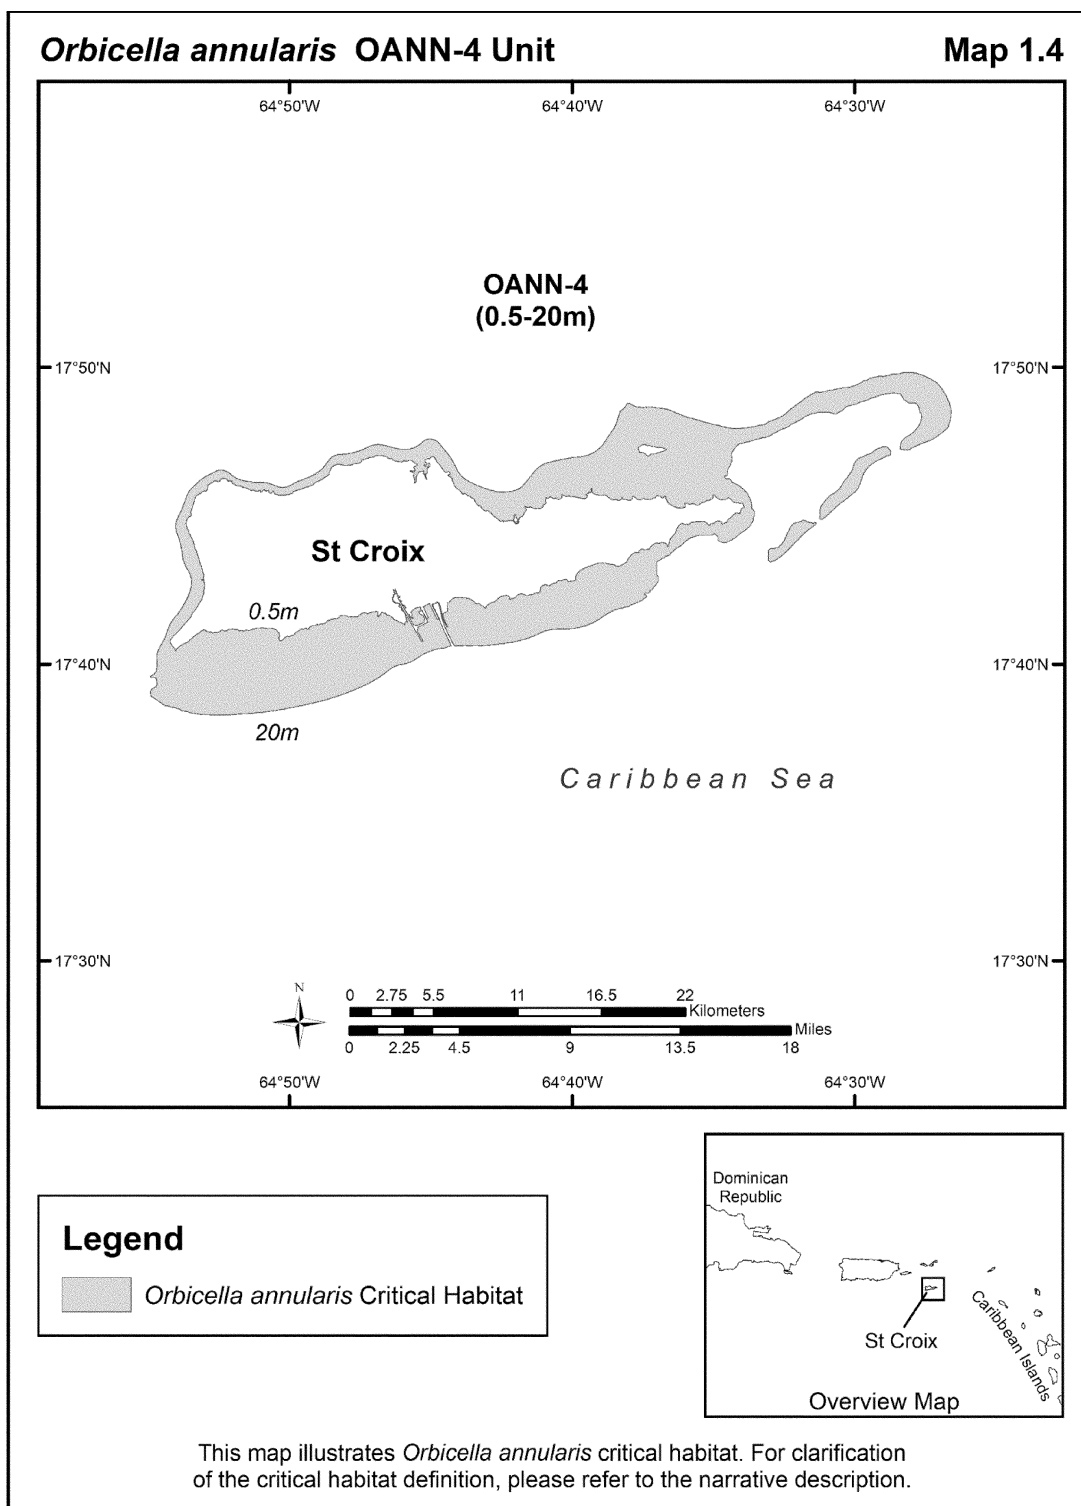 Orbicella annularis OANN-4 Unit
Map 1.4
64°50'W
64°40'W
64°30'W
OANN-4
(0.5-20m)
17°50'N
17°50'N
St Croix
0.5m
17°40'N
17°40'N
20m
Caribbean Sea
17°30'N
17°30'N
N
0 2.75 5.5 11 16.5 22
Kilometers
Miles
0 2.25 4.5 9 13.5 18
64°50'W
64°40'W
64°30'W
Legend
Orbicella annularis Critical Habitat
Dominican
Republic
St Croix
Caribbean Islands
Overview Map
This map illustrates Orbicella annularis critical habitat. For clarification
of the critical habitat definition, please refer to the narrative description.